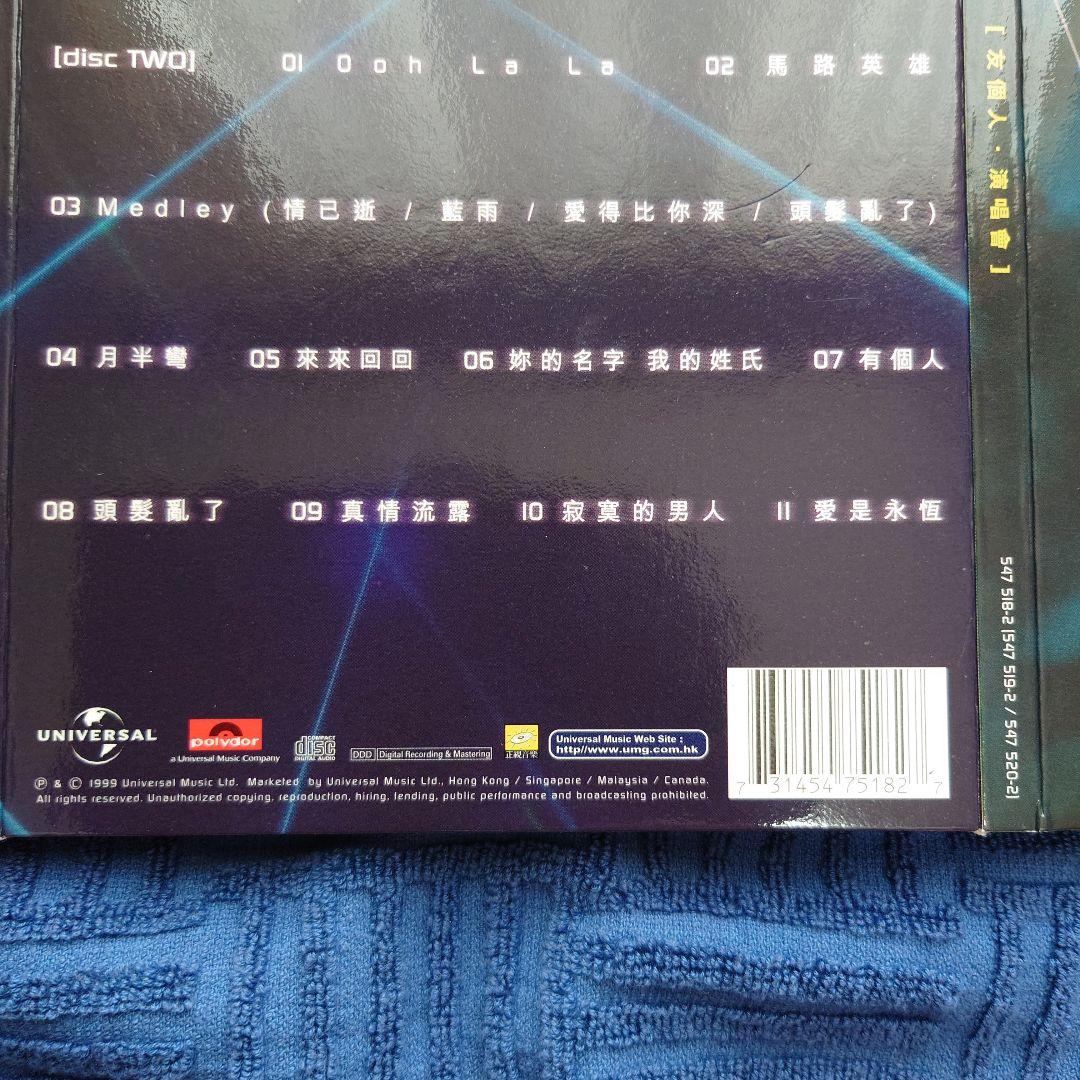 [disc TWO] 01 Ooh La La 02 馬路英雄
03 Medley (情已逝 / 藍雨 / 愛得比你深 / 頭髮亂了)
04 月半彎 05 來來回回 06 妳的名字 我的姓氏 07 有個人
08 頭髮亂了 09 真情流露 10 寂寞的男人 11 愛是永恆
UNIVERSAL
polydor
a Universal Music Company
COMPACT
disc
DIGITAL AUDIO
DDD Digital Recording & Mastering
正視音樂
Universal Music Web Site :
http//www.umg.com.hk
℗ & © 1999 Universal Music Ltd. Marketed by Universal Music Ltd., Hong Kong / Singapore / Malaysia / Canada.
All rights reserved. Unauthorized copying, reproduction, hiring, lending, public performance and broadcasting prohibited.
7 31454 75182 7
[友個人·演唱會]
547 518-2 (547 519-2 / 547 520-2)